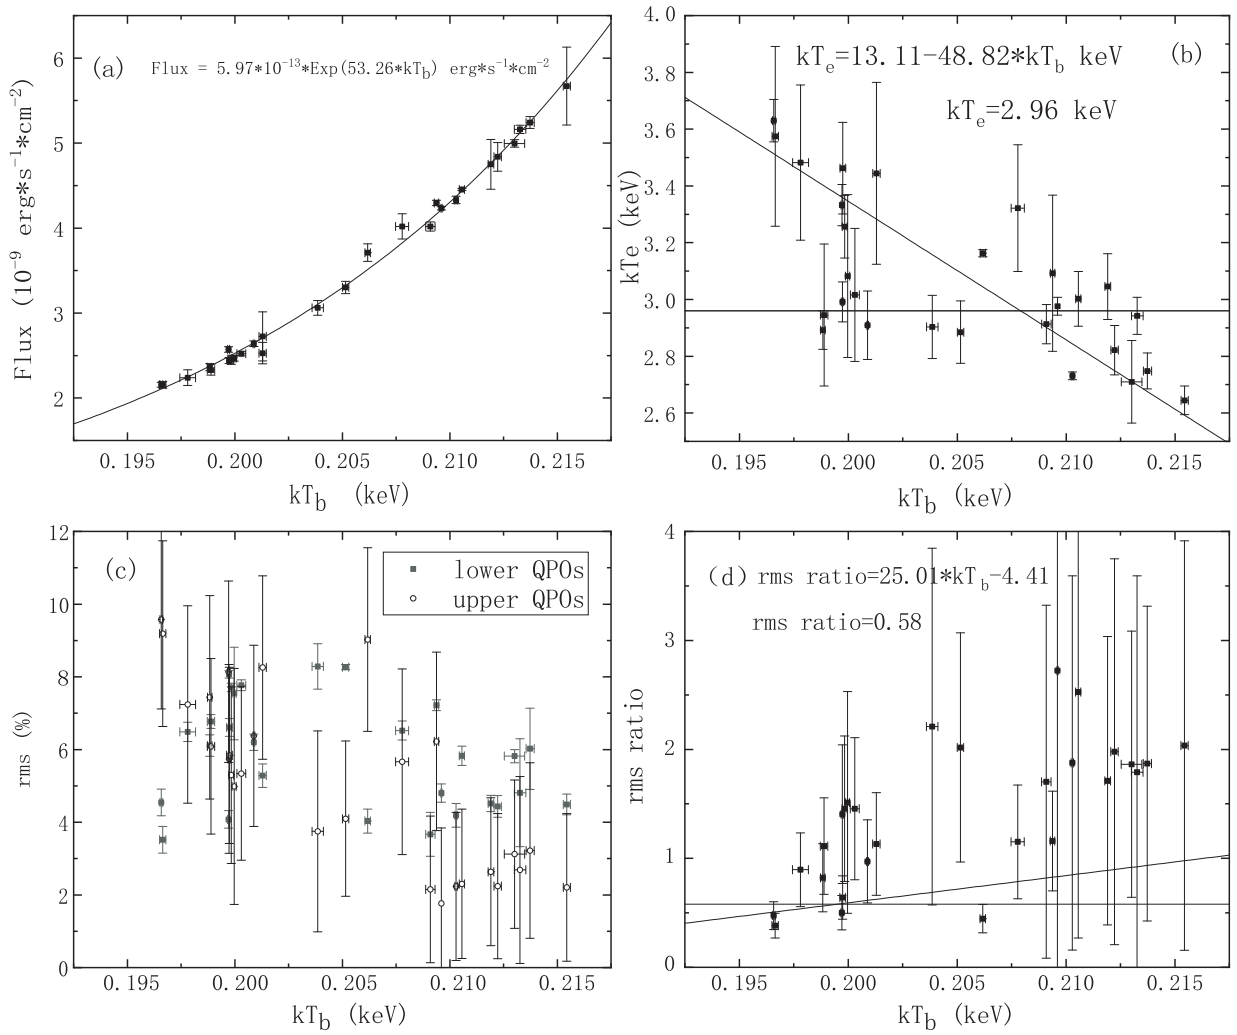 (a) Flux = 5.97*10⁻¹³*Exp(53.26*kT_b) erg*s⁻¹*cm⁻²
Flux (10⁻⁹ erg*s⁻¹*cm⁻²)
6
5
4
3
2
0.195 0.200 0.205 0.210 0.215
kT_b (keV)
kT_e=13.11-48.82*kT_b keV (b)
kT_e=2.96 keV
kTe (keV)
4.0
3.8
3.6
3.4
3.2
3.0
2.8
2.6
0.195 0.200 0.205 0.210 0.215
kT_b (keV)
(c)
lower QPOs
upper QPOs
rms (%)
12
10
8
6
4
2
0
0.195 0.200 0.205 0.210 0.215
kT_b (keV)
(d) rms ratio=25.01*kT_b-4.41
rms ratio=0.58
rms ratio
4
3
2
1
0
0.195 0.200 0.205 0.210 0.215
kT_b (keV)